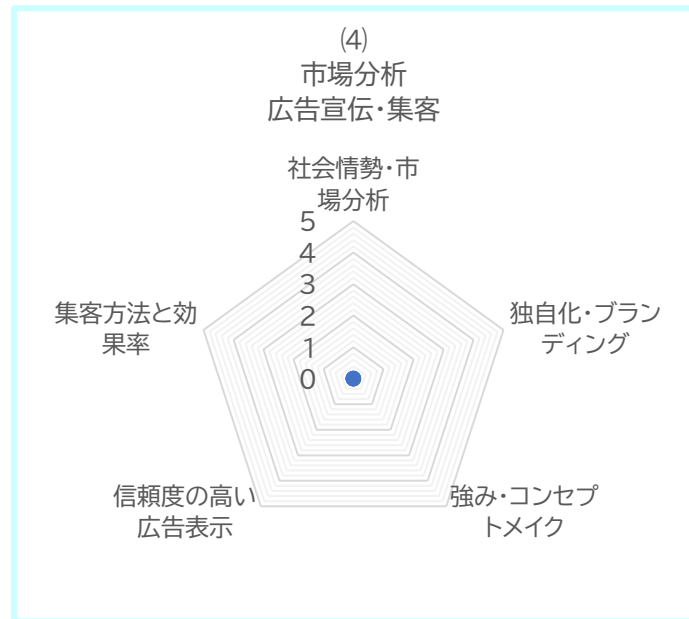 (4)
市場分析
広告宣伝・集客
社会情勢・市
場分析
5
4
3
2
1
0
集客方法と効
果率
独自化・ブラン
ディング
信頼度の高い
広告表示
強み・コンセプ
トメイク